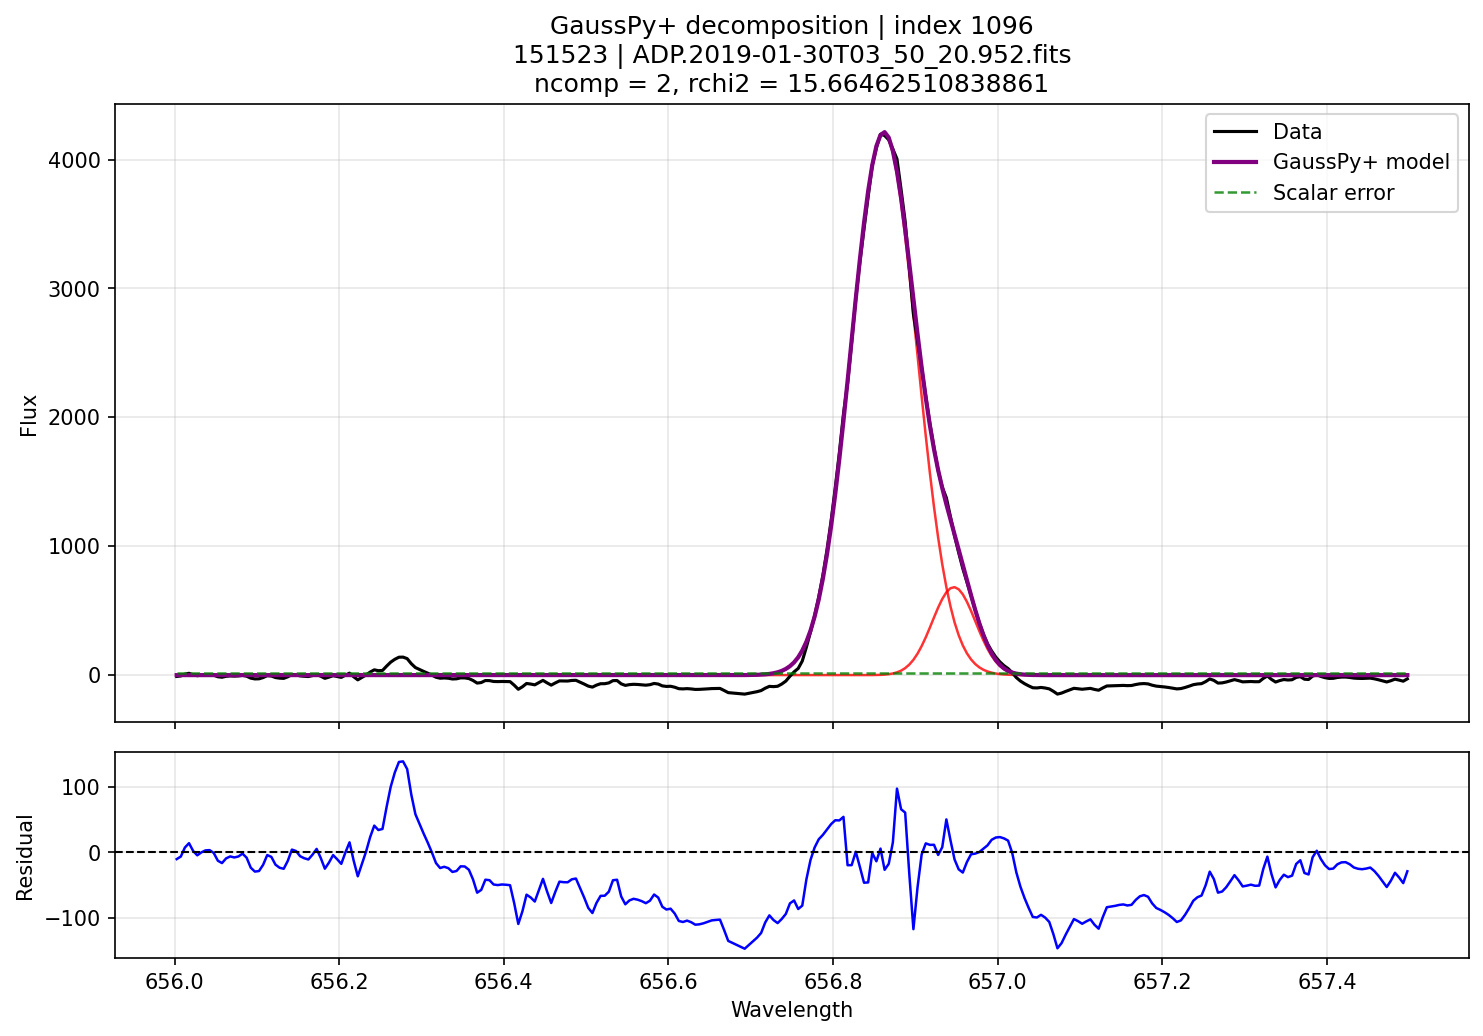 GaussPy+ decomposition | index 1096
151523 | ADP.2019-01-30T03_50_20.952.fits
ncomp = 2, rchi2 = 15.66462510838861
Data
GaussPy+ model
Scalar error
4000
3000
2000
1000
0
Flux
100
0
−100
Residual
656.0 656.2 656.4 656.6 656.8 657.0 657.2 657.4
Wavelength